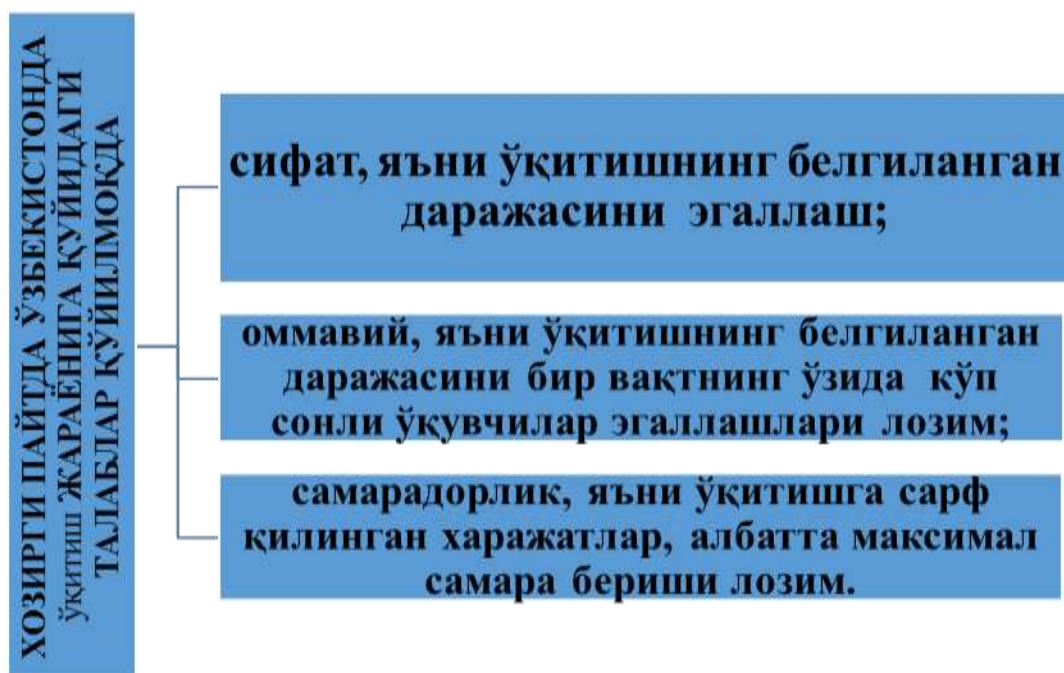 ХОЗИРГИ ПАЙТДА ЎЗБЕКИСТОНДА
ўқитиш ЖАРАЁНИГА ҚУЙИДАГИ
ТАЛАБЛАР ҚЎЙИЛМОҚДА
сифат, яъни ўқитишнинг белгиланган
даражасини эгаллаш;
оммавий, яъни ўқитишнинг белгиланган
даражасини бир вақтнинг ўзида кўп
сонли ўқувчилар эгаллашлари лозим;
самарадорлик, яъни ўқитишга сарф
қилинган харажатлар, албатта максимал
самара бериши лозим.